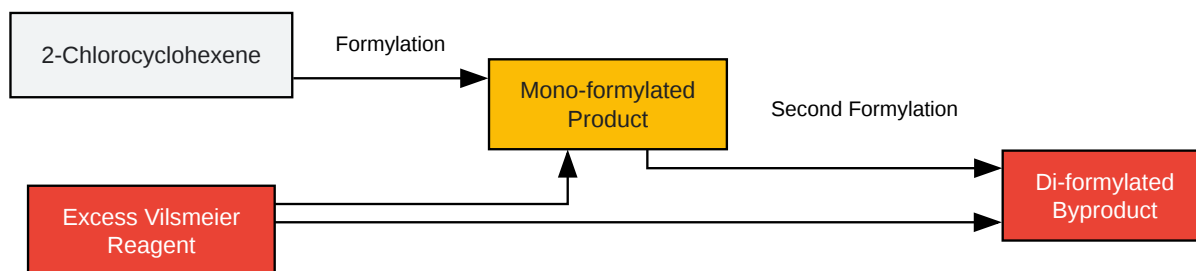 2-Chlorocyclohexene
Formylation
Mono-formylated
Product
Second Formylation
Di-formylated
Byproduct
Excess Vilsmeier
Reagent